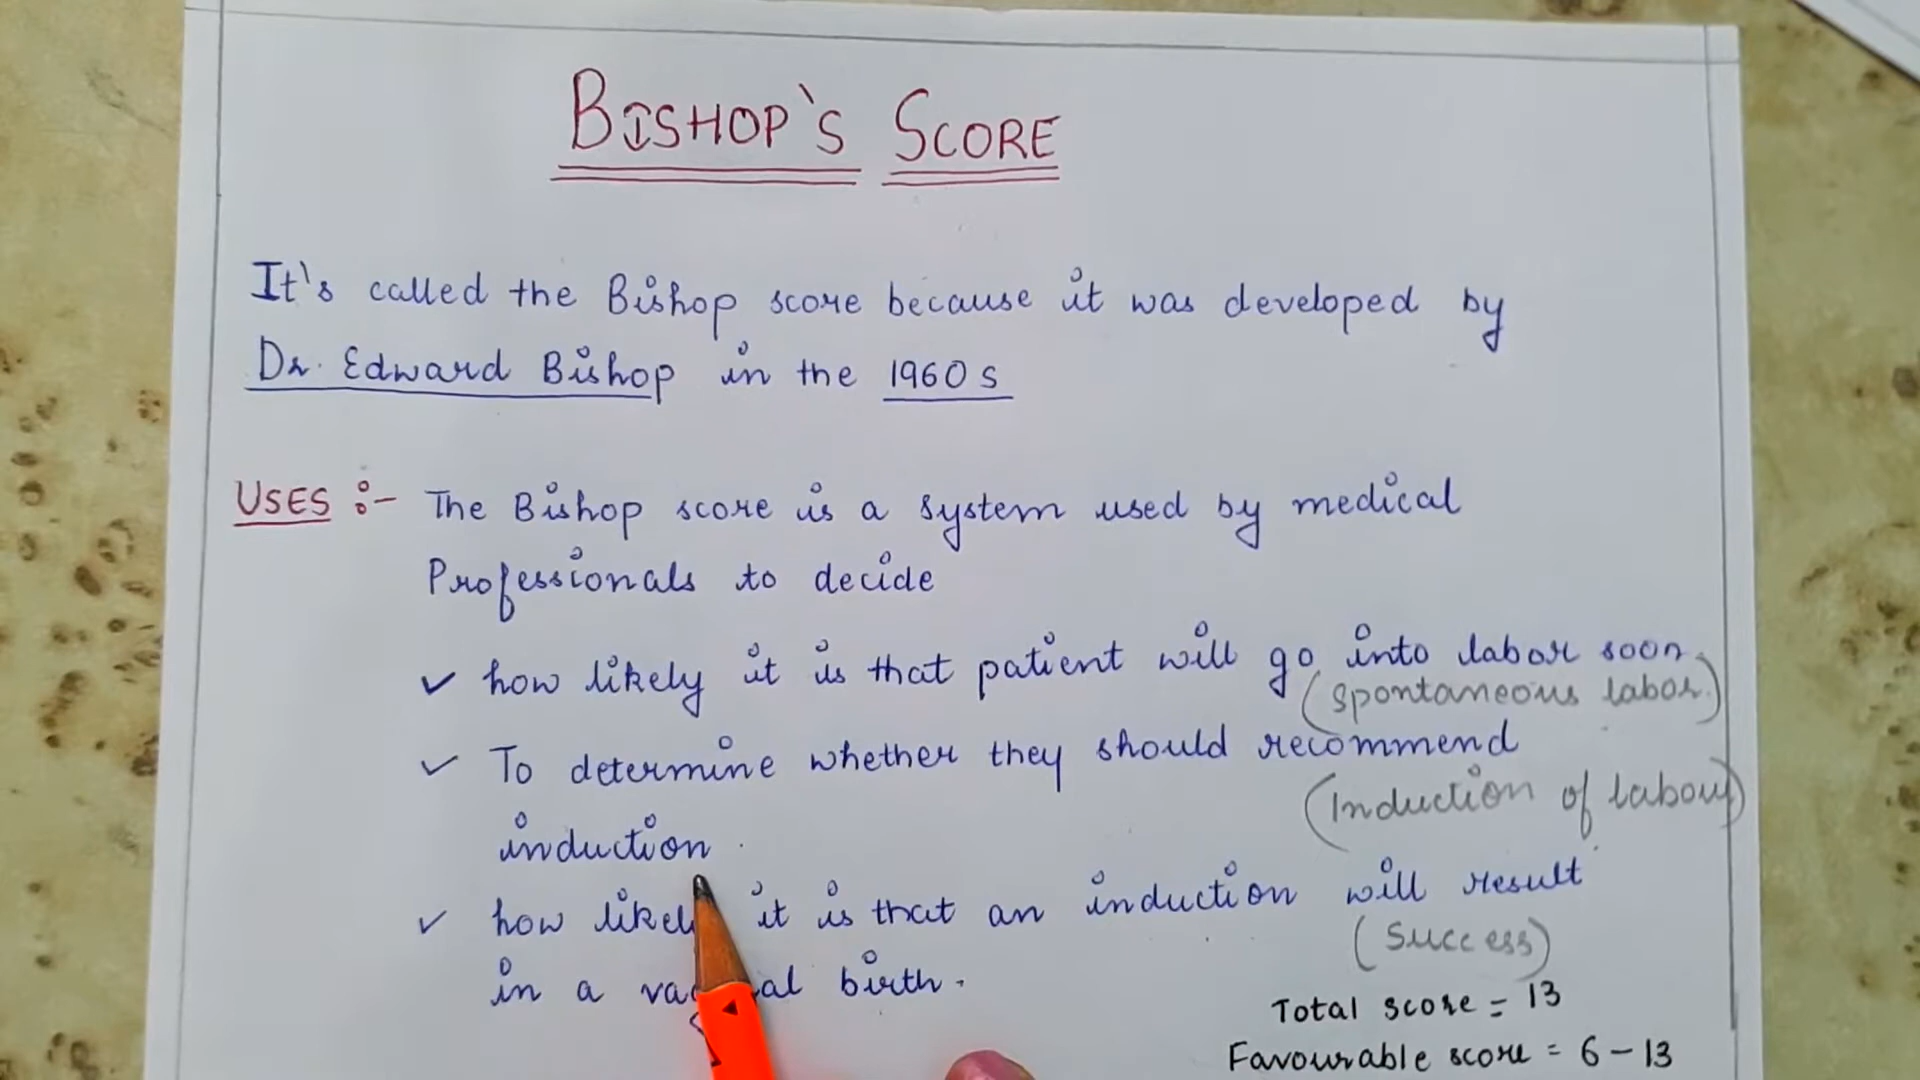 BISHOP'S SCORE
It's called the Bishop score because it was developed by
Dr. Edward Bishop in the 1960s
USES :- The Bishop score is a system used by medical
Professionals to decide
✓ how likely it is that patient will go into labor soon.
(spontaneous labor.)
✓ To determine whether they should recommend
(Induction of labour)
induction.
✓ how likely it is that an induction will result
(Success)
in a birth.
Total score = 13
Favourable score = 6-13